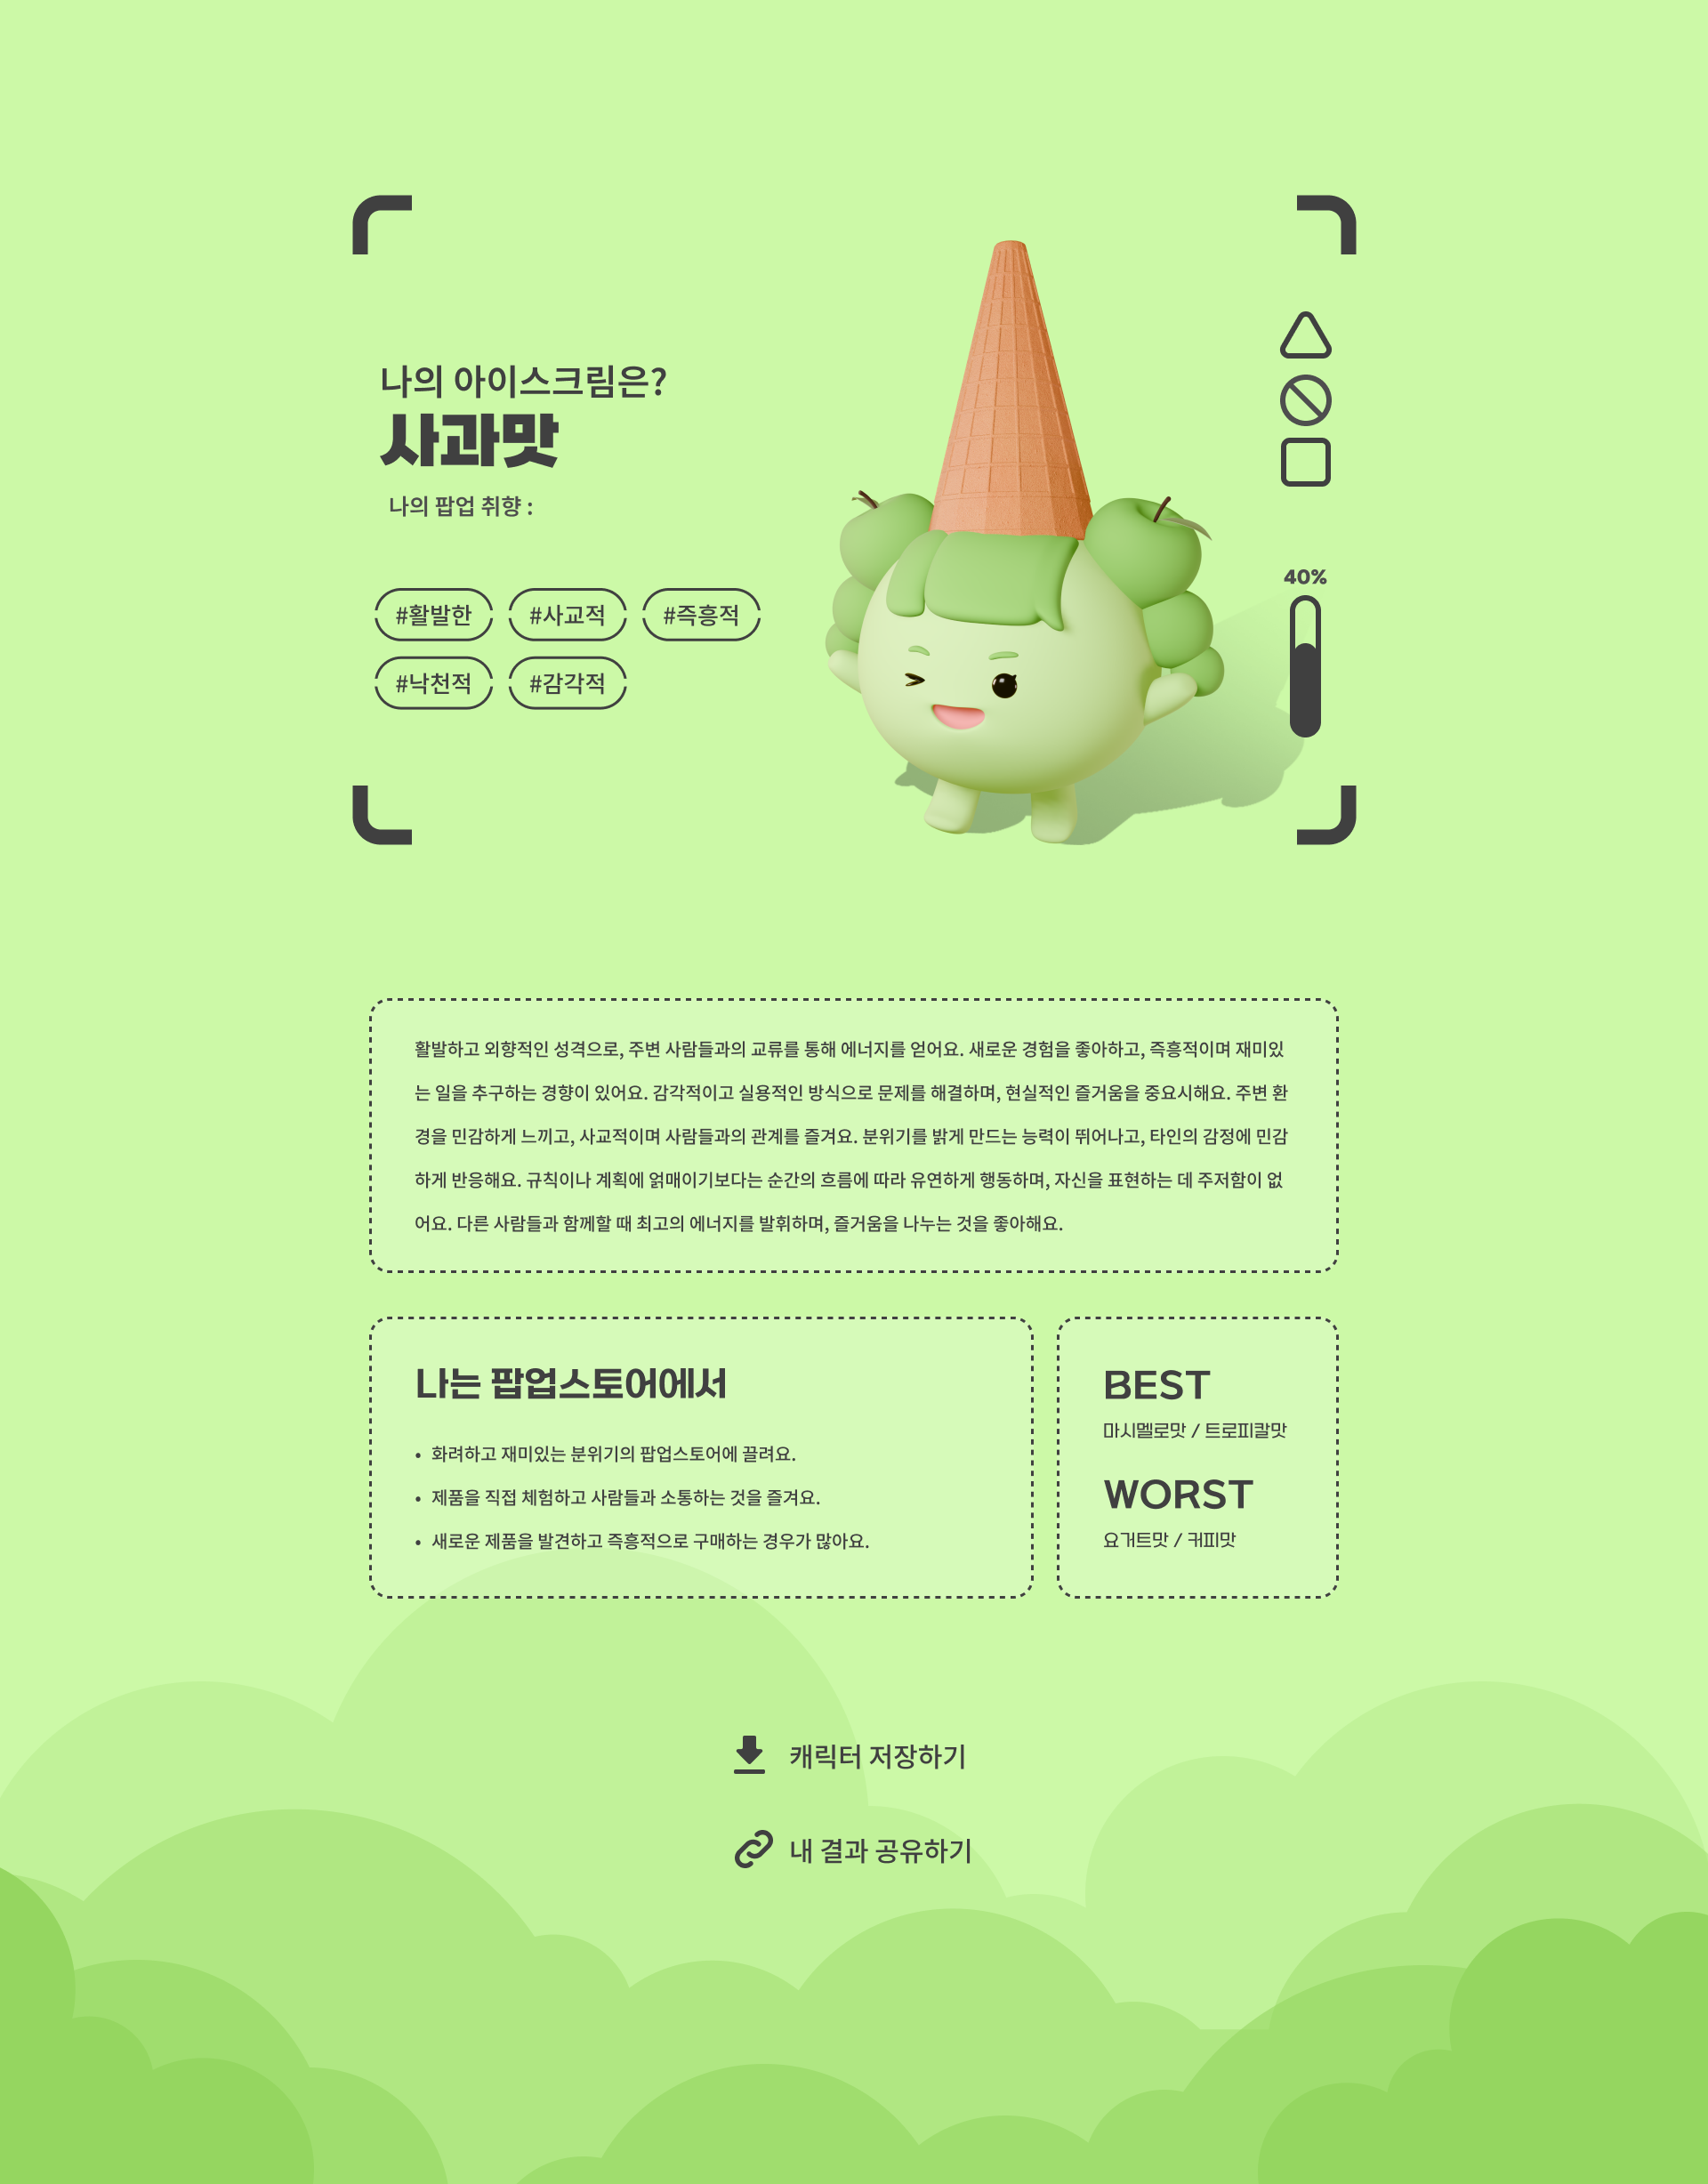 나의 아이스크림은?
사과맛
나의 팝업 취향 :
#활발한 #사교적 #즉흥적
#낙천적 #감각적
40%
활발하고 외향적인 성격으로, 주변 사람들과의 교류를 통해 에너지를 얻어요. 새로운 경험을 좋아하고, 즉흥적이며 재미있
는 일을 추구하는 경향이 있어요. 감각적이고 실용적인 방식으로 문제를 해결하며, 현실적인 즐거움을 중요시해요. 주변 환
경을 민감하게 느끼고, 사교적이며 사람들과의 관계를 즐겨요. 분위기를 밝게 만드는 능력이 뛰어나고, 타인의 감정에 민감
하게 반응해요. 규칙이나 계획에 얽매이기보다는 순간의 흐름에 따라 유연하게 행동하며, 자신을 표현하는 데 주저함이 없
어요. 다른 사람들과 함께할 때 최고의 에너지를 발휘하며, 즐거움을 나누는 것을 좋아해요.
나는 팝업스토어에서
• 화려하고 재미있는 분위기의 팝업스토어에 끌려요.
• 제품을 직접 체험하고 사람들과 소통하는 것을 즐겨요.
• 새로운 제품을 발견하고 즉흥적으로 구매하는 경우가 많아요.
BEST
마시멜로맛 / 트로피칼맛
WORST
요거트맛 / 커피맛
캐릭터 저장하기
내 결과 공유하기